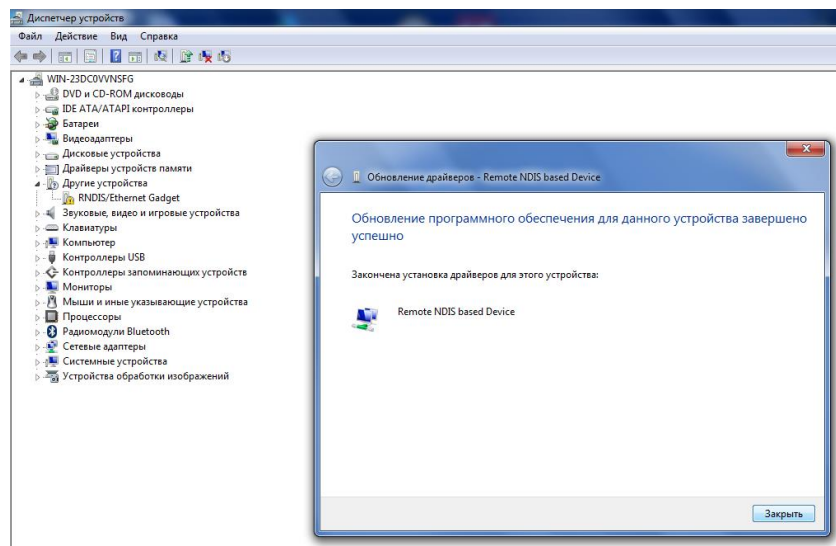 Диспетчер устройств
Файл Действие Вид Справка
WIN-23DC0VVNSFG
DVD и CD-ROM дисководы
IDE ATA/ATAPI контроллеры
Батареи
Видеоадаптеры
Дисковые устройства
Драйверы устройств памяти
Другие устройства
RNDIS/Ethernet Gadget
Звуковые, видео и игровые устройства
Клавиатуры
Компьютер
Контроллеры USB
Контроллеры запоминающих устройств
Мониторы
Мыши и иные указывающие устройства
Процессоры
Радиомодули Bluetooth
Сетевые адаптеры
Системные устройства
Устройства обработки изображений
Обновление драйверов - Remote NDIS based Device
Обновление программного обеспечения для данного устройства завершено
успешно
Закончена установка драйверов для этого устройства:
Remote NDIS based Device
Закрыть